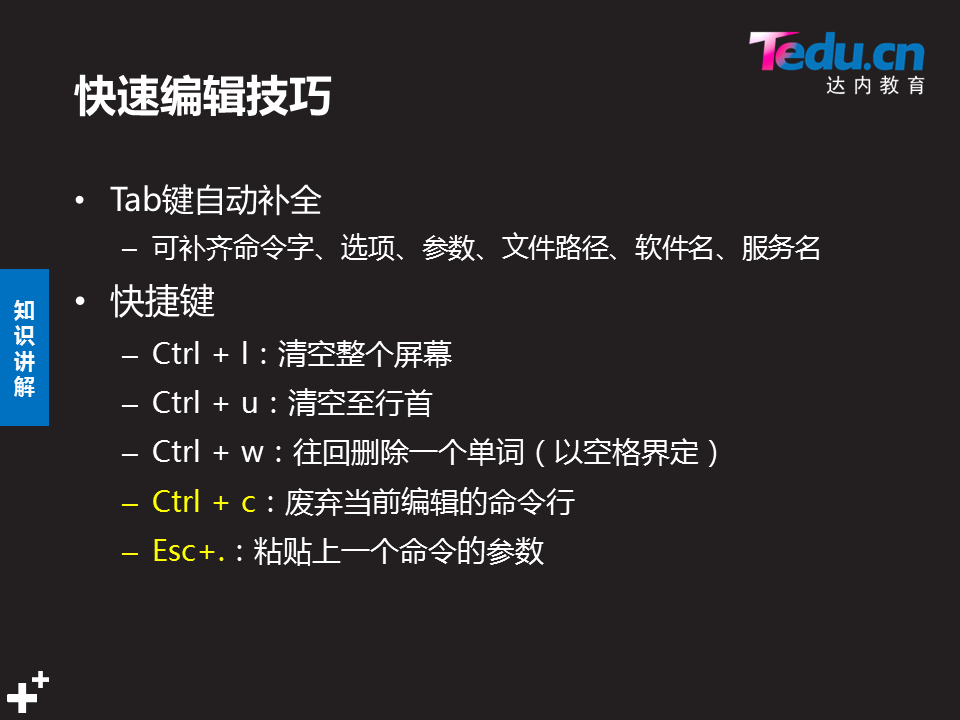 Tedu.cn
达内教育
快速编辑技巧
• Tab键自动补全
– 可补齐命令字、选项、参数、文件路径、软件名、服务名
• 快捷键
– Ctrl + l：清空整个屏幕
– Ctrl + u：清空至行首
– Ctrl + w：往回删除一个单词（以空格界定）
– Ctrl + c：废弃当前编辑的命令行
– Esc+.：粘贴上一个命令的参数
知识讲解